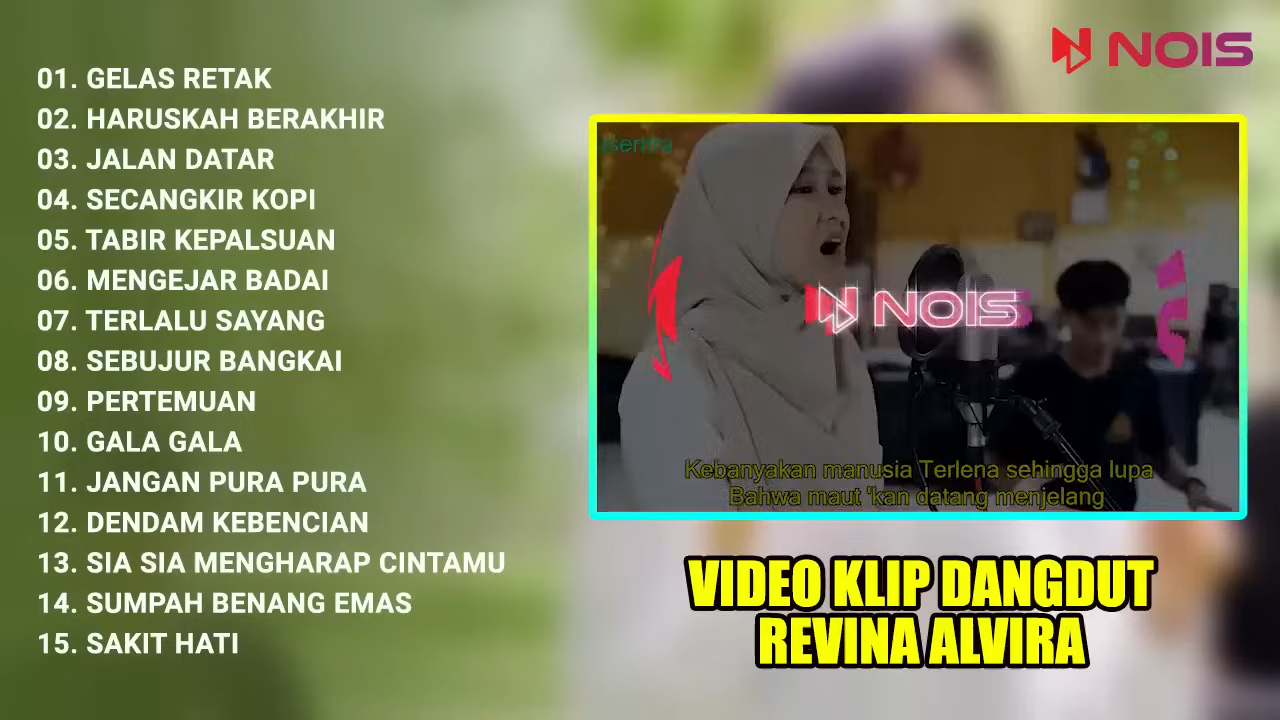 01. GELAS RETAK
02. HARUSKAH BERAKHIR
03. JALAN DATAR
04. SECANGKIR KOPI
05. TABIR KEPALSUAN
06. MENGEJAR BADAI
07. TERLALU SAYANG
08. SEBUJUR BANGKAI
09. PERTEMUAN
10. GALA GALA
11. JANGAN PURA PURA
12. DENDAM KEBENCIAN
13. SIA SIA MENGHARAP CINTAMU
14. SUMPAH BENANG EMAS
15. SAKIT HATI
NOIS
NOIS
Kebanyakan manusia Terlena sehingga lupa
Bahwa maut 'kan datang menjelang
VIDEO KLIP DANGDUT
REVINA ALVIRA